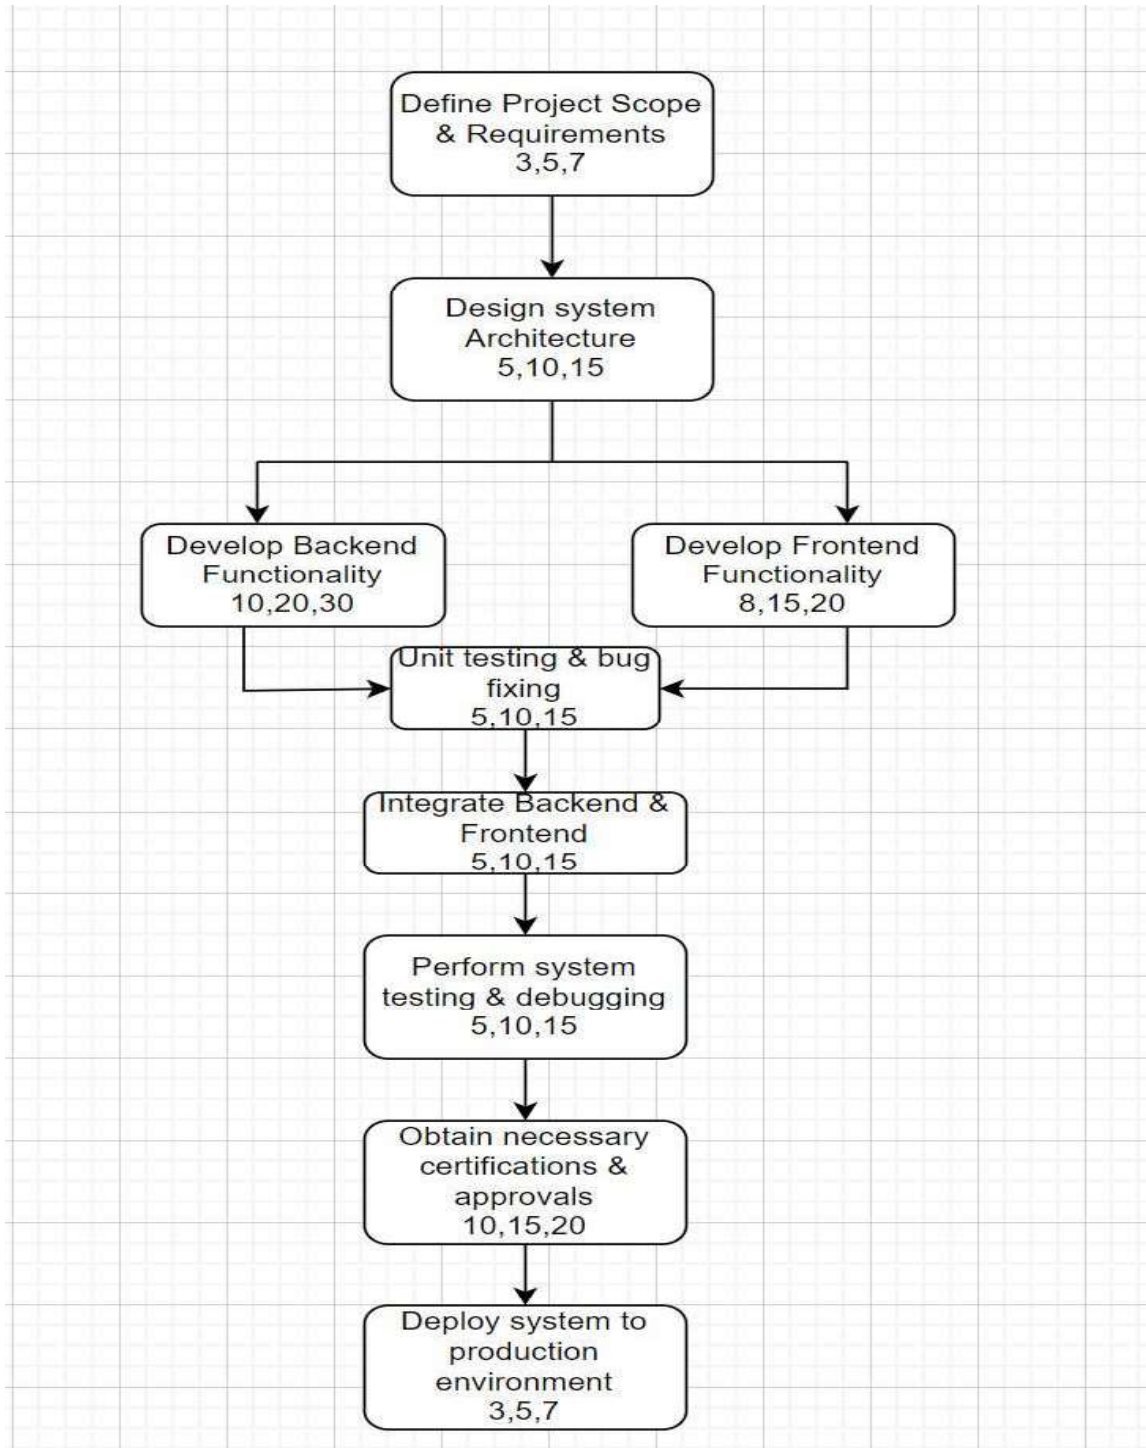 Define Project Scope
& Requirements
3,5,7
Design system
Architecture
5,10,15
Develop Backend
Functionality
10,20,30
Develop Frontend
Functionality
8,15,20
Unit testing & bug
fixing
5,10,15
Integrate Backend &
Frontend
5,10,15
Perform system
testing & debugging
5,10,15
Obtain necessary
certifications &
approvals
10,15,20
Deploy system to
production
environment
3,5,7